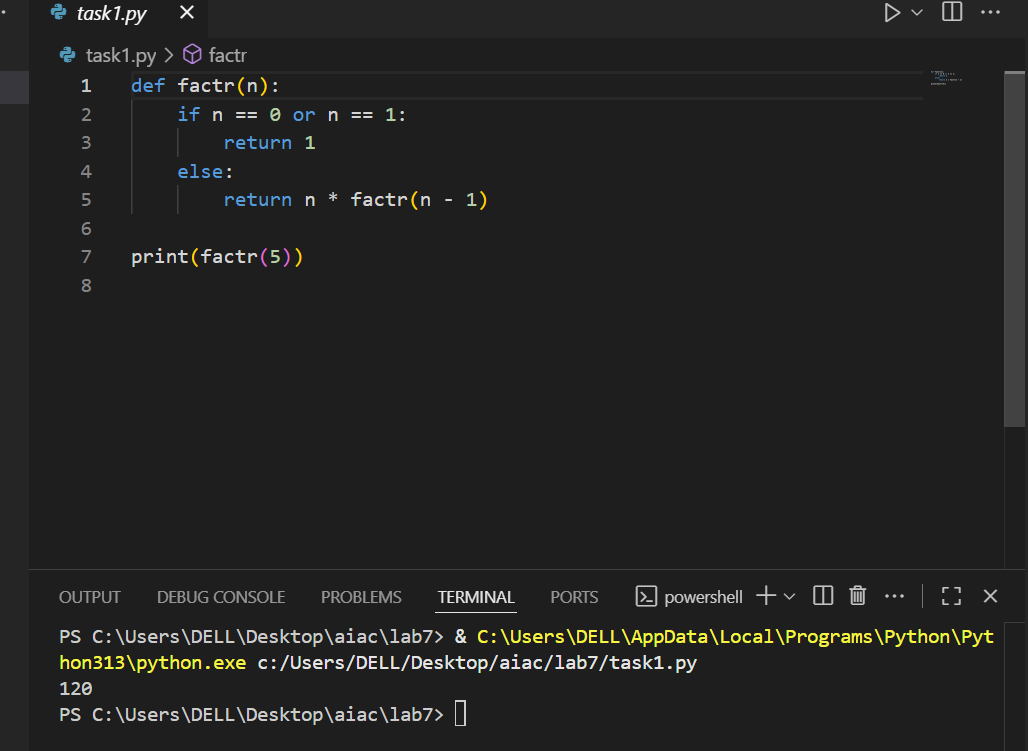 task1.py
task1.py > factr
1 def factr(n):
2     if n == 0 or n == 1:
3         return 1
4     else:
5         return n * factr(n - 1)
6
7 print(factr(5))
8
OUTPUT DEBUG CONSOLE PROBLEMS TERMINAL PORTS powershell
PS C:\Users\DELL\Desktop\aiac\lab7> & C:\Users\DELL\AppData\Local\Programs\Python\Pyt
hon313\python.exe c:/Users/DELL/Desktop/aiac/lab7/task1.py
120
PS C:\Users\DELL\Desktop\aiac\lab7>